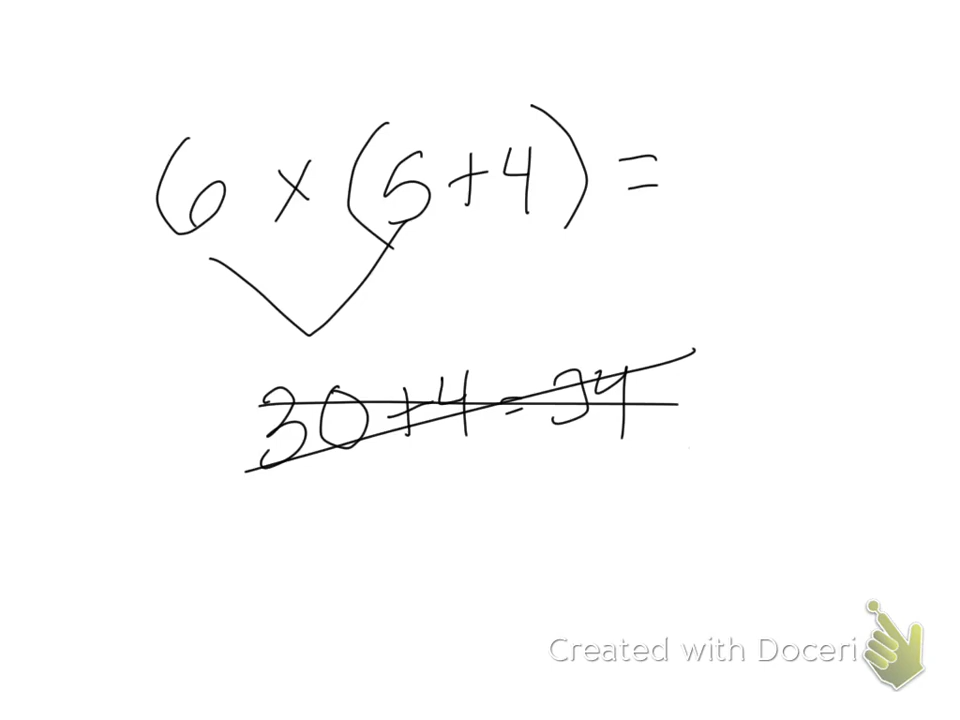 6 × (5+4) =
30+4=34
Created with Doceri